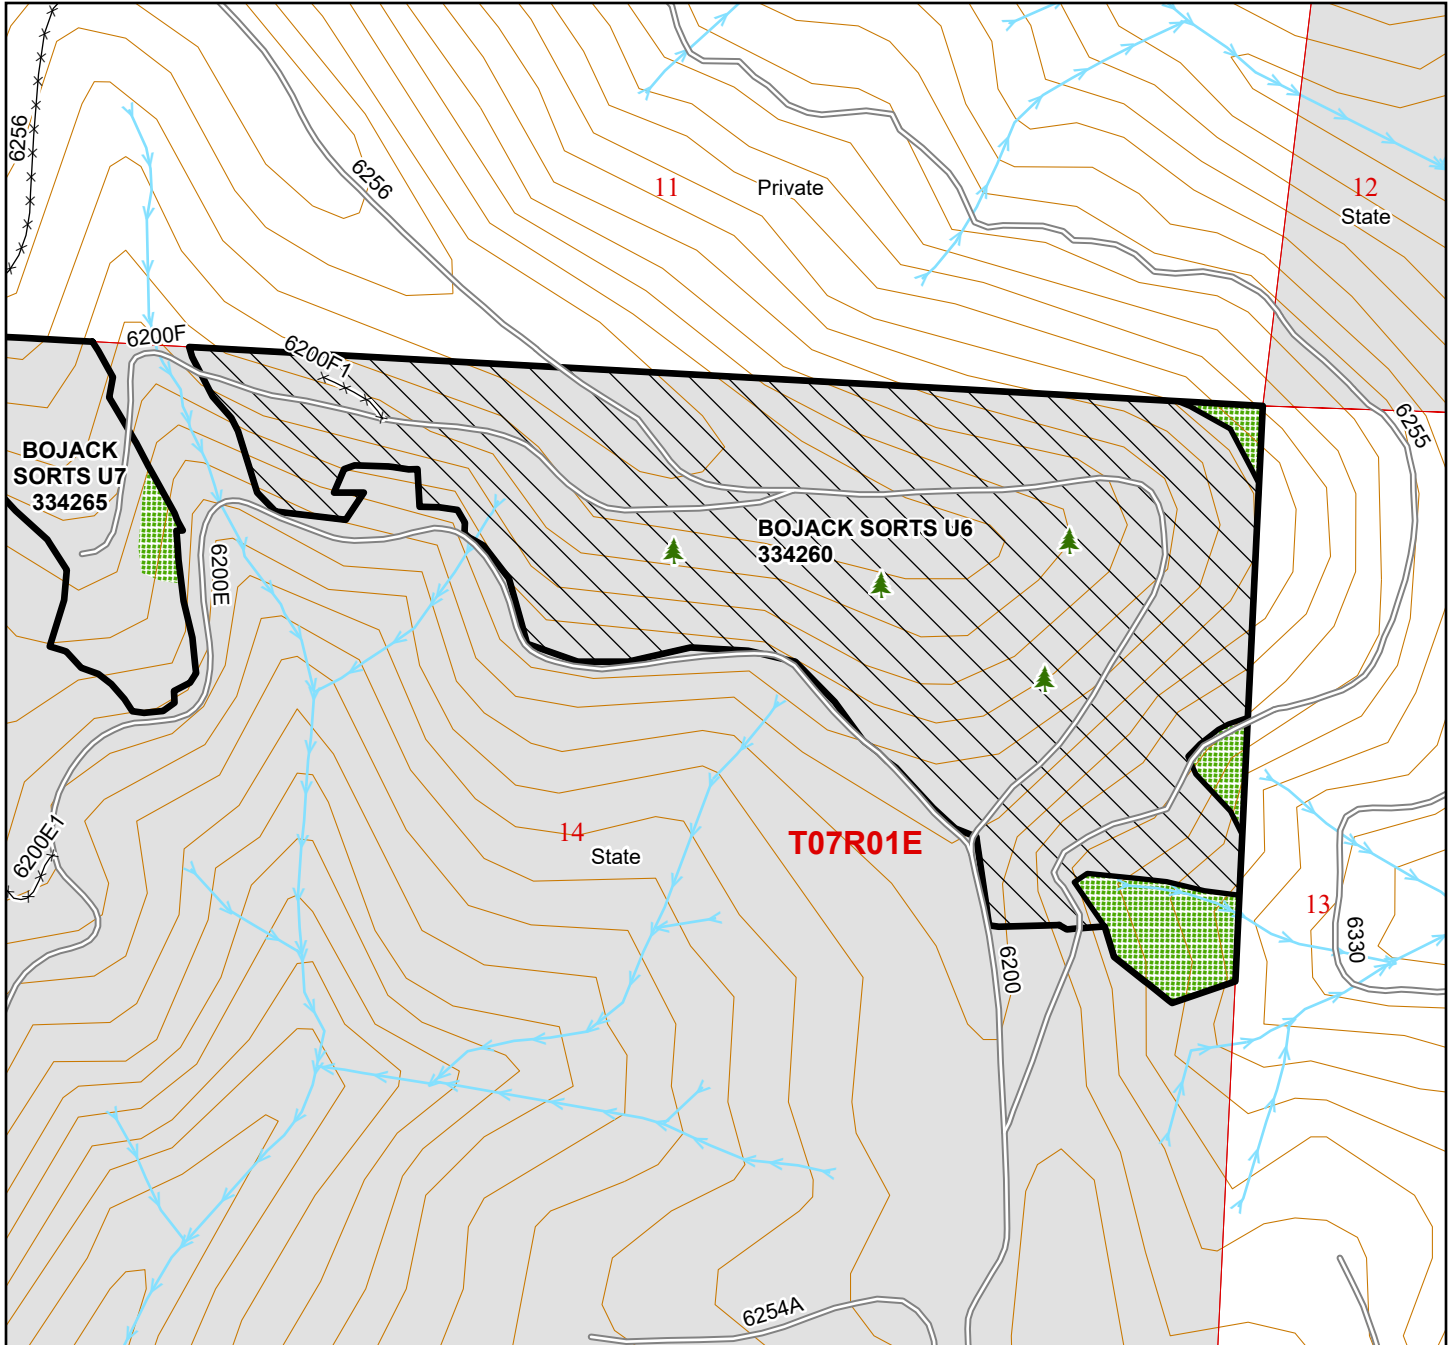 6256
6256
11
Private
12
State
6200F
6200F1
6255
BOJACK
SORTS U7
334265
BOJACK SORTS U6
334260
6200E
14
State
T07R01E
6200E1
13
6330
6200
6254A